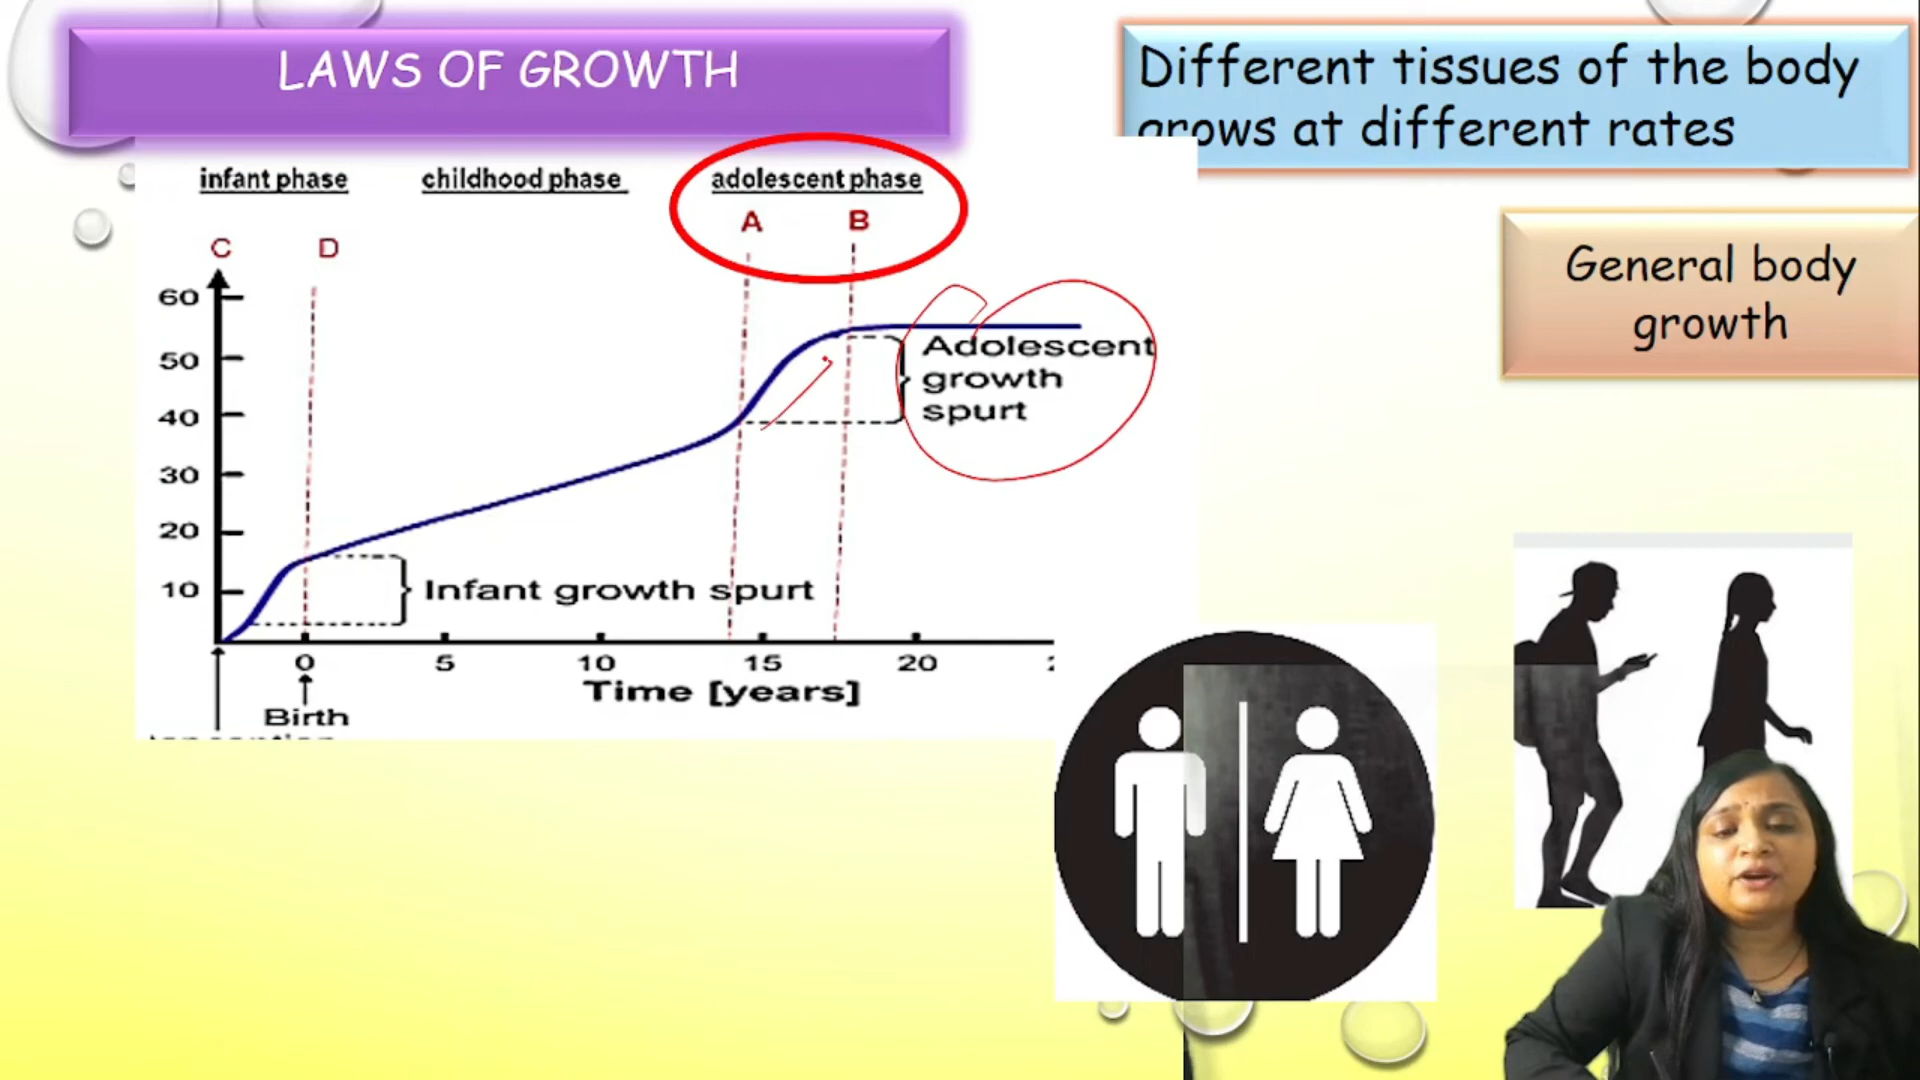 LAWS OF GROWTH
Different tissues of the body
grows at different rates
infant phase
childhood phase
adolescent phase
A
B
C
D
General body
growth
60
50
40
30
20
10
Adolescent
growth
spurt
Infant growth spurt
0
5
10
15
20
Time [years]
Birth